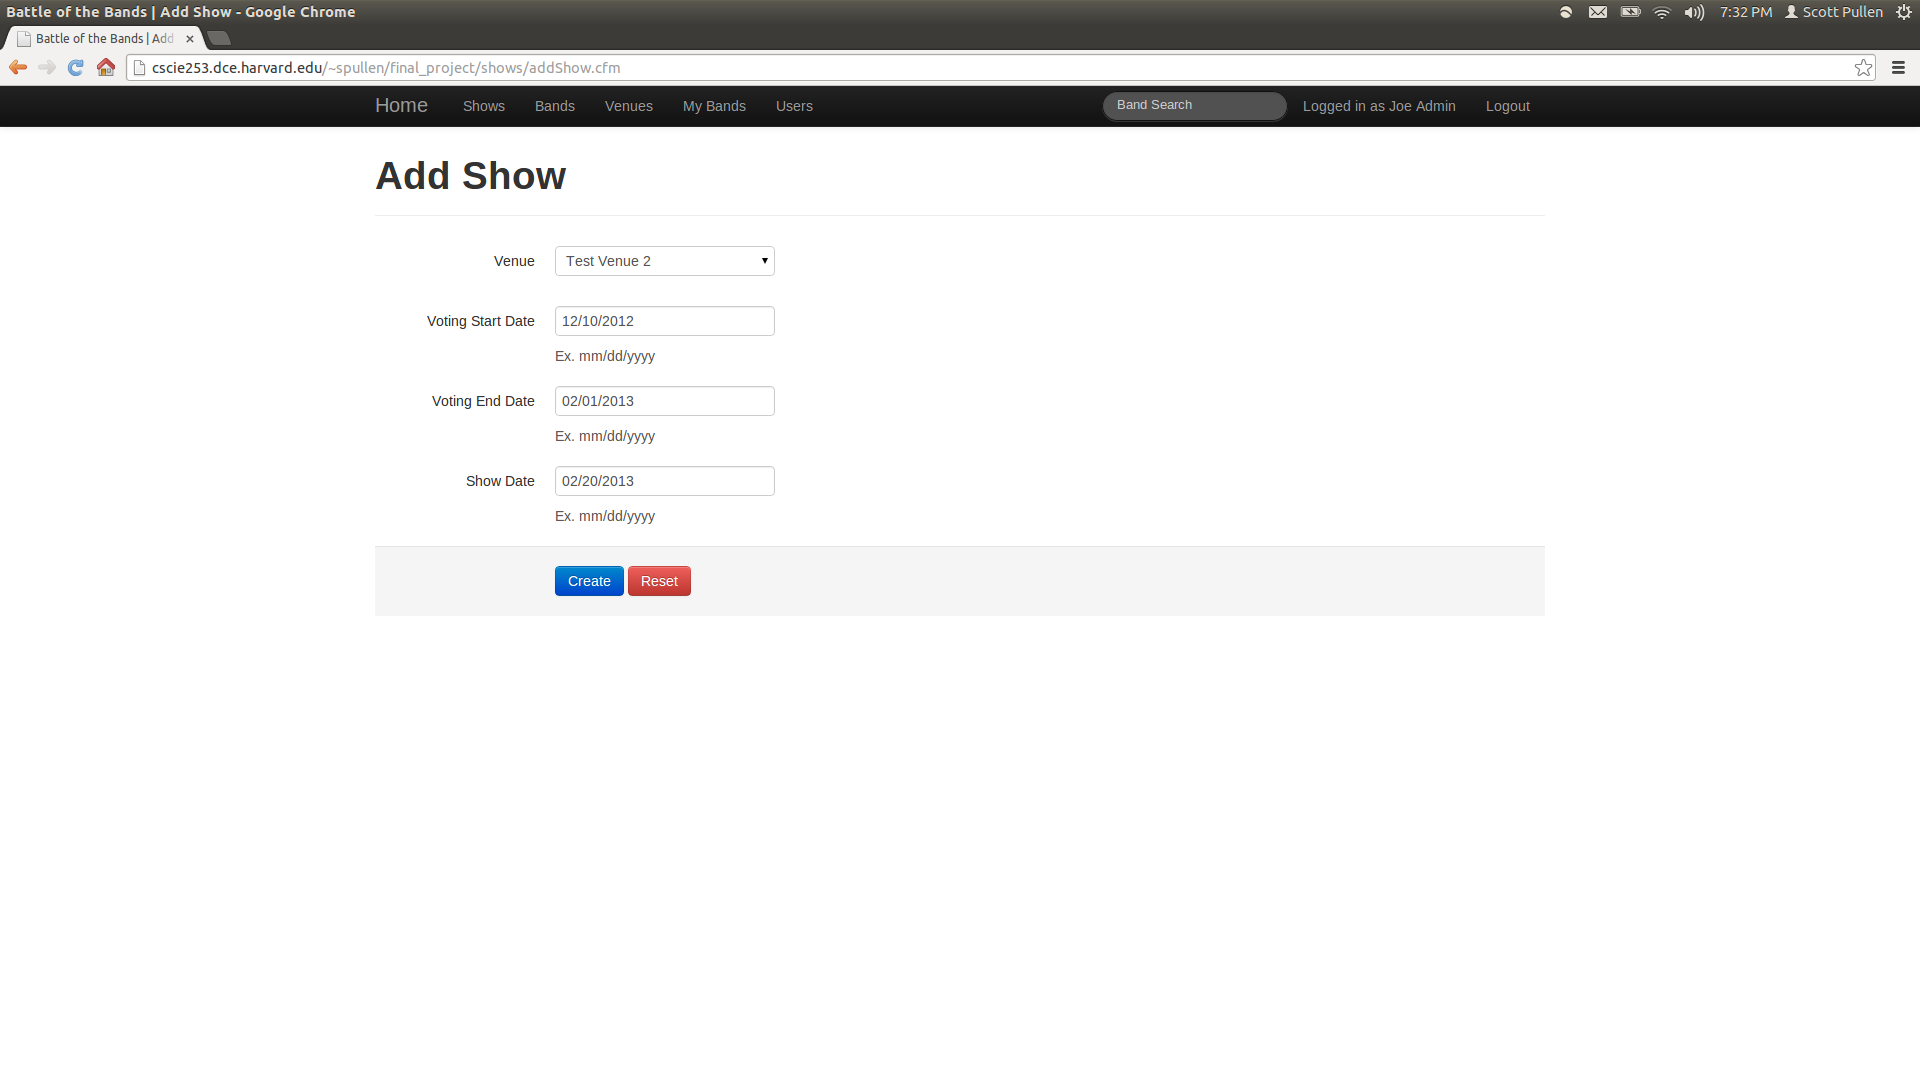 Battle of the Bands | Add Show - Google Chrome
7:32 PM Scott Pullen
Battle of the Bands | Add
cscie253.dce.harvard.edu/~spullen/final_project/shows/addShow.cfm
Home Shows Bands Venues My Bands Users Band Search Logged in as Joe Admin Logout
Add Show
Venue Test Venue 2
Voting Start Date 12/10/2012
Ex. mm/dd/yyyy
Voting End Date 02/01/2013
Ex. mm/dd/yyyy
Show Date 02/20/2013
Ex. mm/dd/yyyy
Create Reset